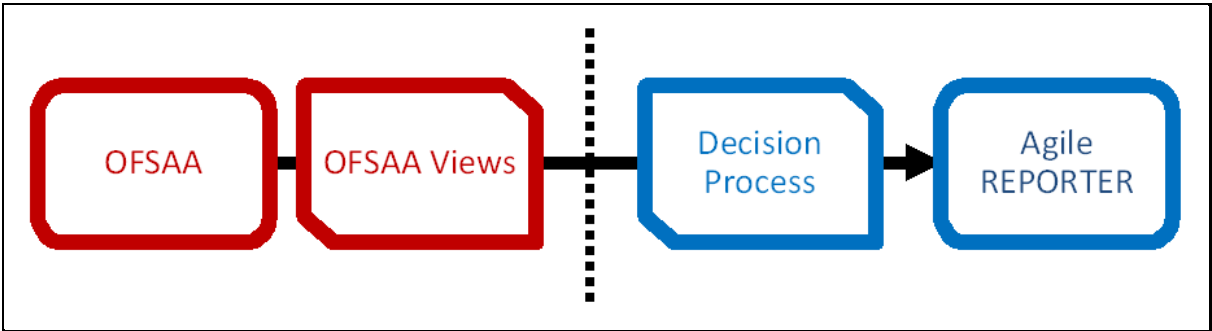 OFSAA
OFSAA Views
Decision
Process
Agile
REPORTER